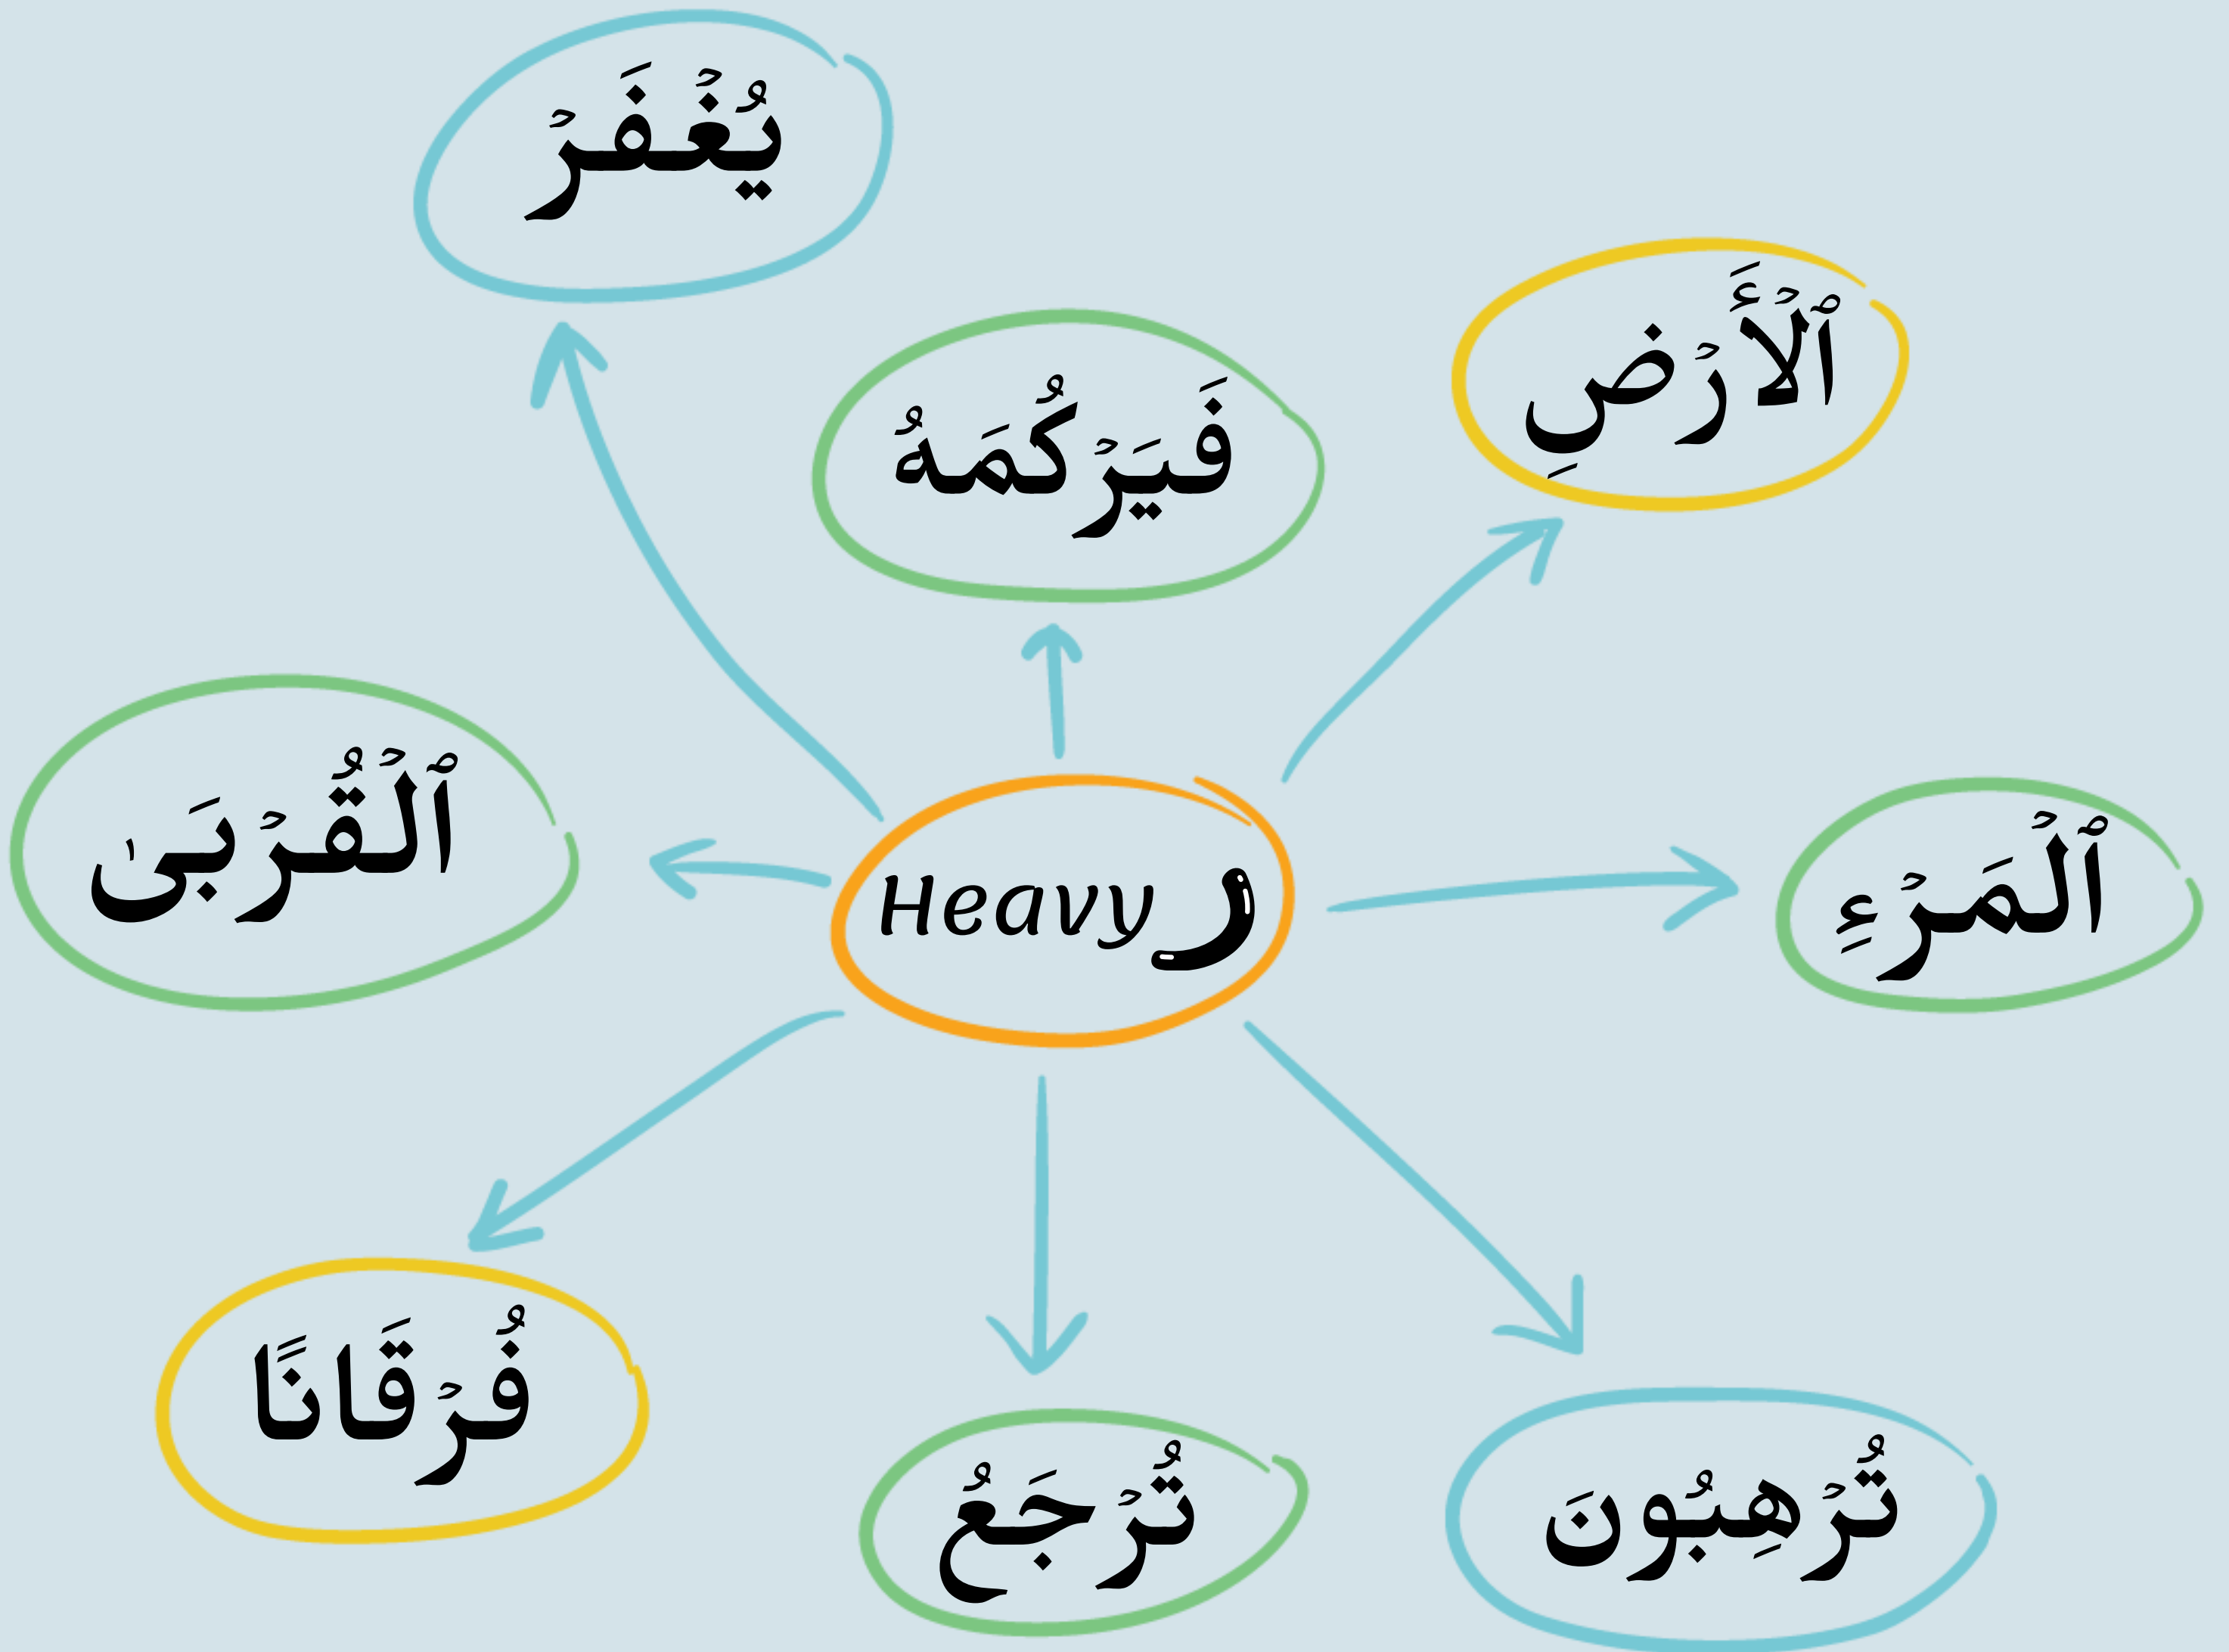 يُغۡفَرۡ
فَيَرۡكُمَهُۥ
ٱلۡأَرۡضِ
ٱلۡقُرۡبَىٰ
Heavy ر
ٱلۡمَرۡءِ
فُرۡقَانًا
تُرۡجَعُ
تُرۡهِبُونَ